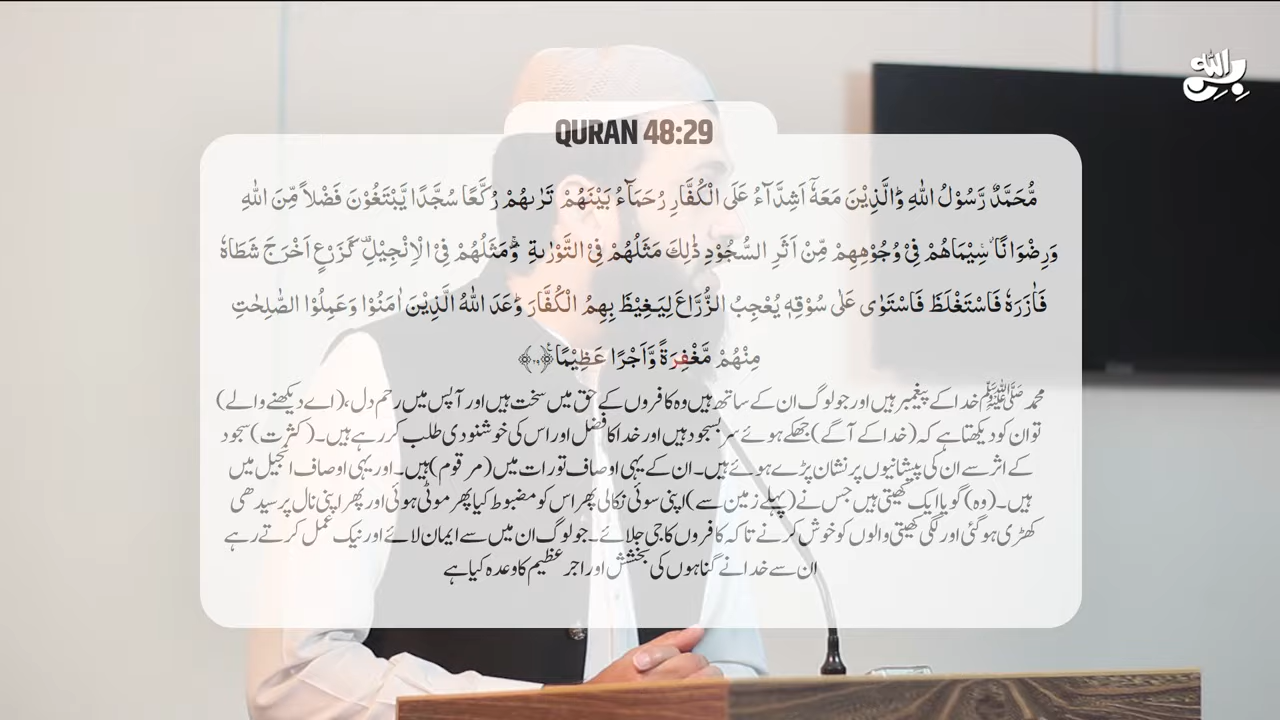 QURAN 48:29
مُّحَمَّدٌ رَّسُوْلُ اللّٰهِ ؕ وَالَّذِيْنَ مَعَهٗۤ اَشِدَّآءُ عَلَى الْكُفَّارِ رُحَمَآءُ بَيْنَهُمْ تَرٰٮهُمْ رُكَّعًا سُجَّدًا يَّبْتَغُوْنَ فَضْلاً مِّنَ اللّٰهِ
وَرِضْوَانًا ۙ سِيْمَاهُمْ فِىْ وُجُوْهِهِمْ مِّنْ اَثَرِ السُّجُوْدِ ؕ ذٰلِكَ مَثَلُهُمْ فِى التَّوْرٰٮةِ ۛۖۚ وَمَثَلُهُمْ فِى الْاِنْجِيْلِ ۛۚ كَزَرْعٍ اَخْرَجَ شَطْاَهٗ
فَاٰزَرَهٗ فَاسْتَغْلَظَ فَاسْتَوٰى عَلٰى سُوْقِهٖ يُعْجِبُ الزُّرَّاعَ لِيَـغِيْظَ بِهِمُ الْكُفَّارَ ؕ وَعَدَ اللّٰهُ الَّذِيْنَ اٰمَنُوْا وَعَمِلُوا الصّٰلِحٰتِ
مِنْهُمْ مَّغْفِرَةً وَّاَجْرًا عَظِيْمًا ﴿۲۹﴾
محمد ﷺ خدا کے پیغمبر ہیں اور جو لوگ ان کے ساتھ ہیں وہ کافروں کے حق میں سخت ہیں اور آپس میں رحم دل، (اے دیکھنے والے)
تو ان کو دیکھتا ہے کہ (خدا کے آگے) جھکے ہوئے سر بسجود ہیں اور خدا کا فضل اور اس کی خوشنودی طلب کر رہے ہیں۔ (کثرت) سجود
کے اثر سے ان کی پیشانیوں پر نشان پڑے ہوئے ہیں۔ ان کے یہی اوصاف تورات میں (مرقوم) ہیں۔ اور یہی اوصاف انجیل میں
ہیں۔ (وہ) گویا ایک کھیتی ہیں جس نے (پہلے زمین سے) اپنی سوئی نکالی پھر اس کو مضبوط کیا پھر موٹی ہوئی اور پھر اپنی نال پر سیدھی
کھڑی ہوگئی اور لگی کھیتی والوں کو خوش کرنے تاکہ کافروں کا جی جلائے۔ جو لوگ ان میں سے ایمان لائے اور نیک عمل کرتے رہے
ان سے خدا نے گناہوں کی بخشش اور اجر عظیم کا وعدہ کیا ہے